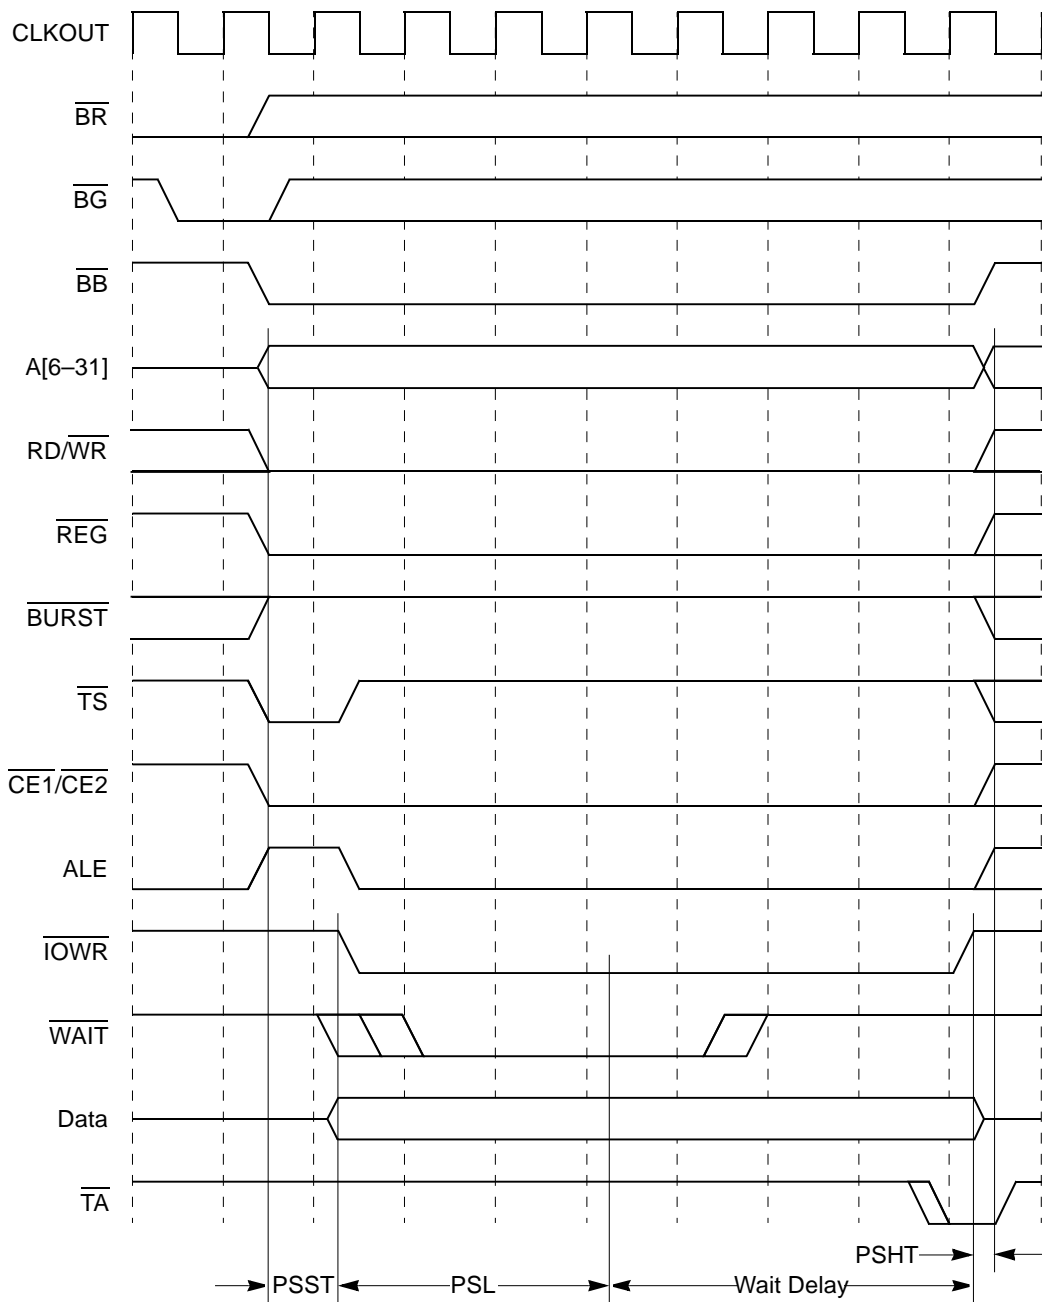 CLKOUT
BR
BG
BB
A[6–31]
RD/WR
REG
BURST
TS
CE1/CE2
ALE
IOWR
WAIT
Data
TA
PSHT
PSST
PSL
Wait Delay